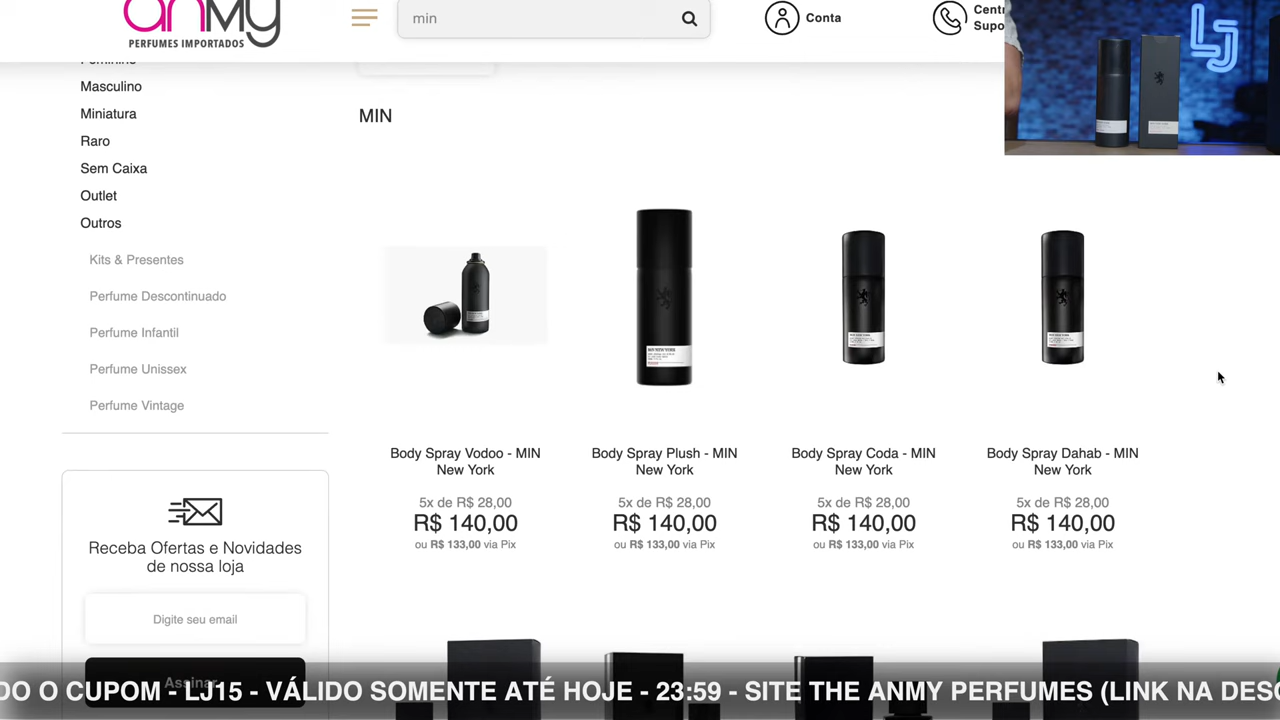 anMy
PERFUMES IMPORTADOS
min
Conta
Centr
Supo
LJ
Feminino
Masculino
Miniatura
Raro
Sem Caixa
Outlet
Outros
Kits & Presentes
Perfume Descontinuado
Perfume Infantil
Perfume Unissex
Perfume Vintage
Receba Ofertas e Novidades
de nossa loja
Digite seu email
Assinar
MIN
Body Spray Vodoo - MIN
New York
5x de R$ 28,00
R$ 140,00
ou R$ 133,00 via Pix
Body Spray Plush - MIN
New York
5x de R$ 28,00
R$ 140,00
ou R$ 133,00 via Pix
Body Spray Coda - MIN
New York
5x de R$ 28,00
R$ 140,00
ou R$ 133,00 via Pix
Body Spray Dahab - MIN
New York
5x de R$ 28,00
R$ 140,00
ou R$ 133,00 via Pix
DO O CUPOM - LJ15 - VÁLIDO SOMENTE ATÉ HOJE - 23:59 - SITE THE ANMY PERFUMES (LINK NA DESC